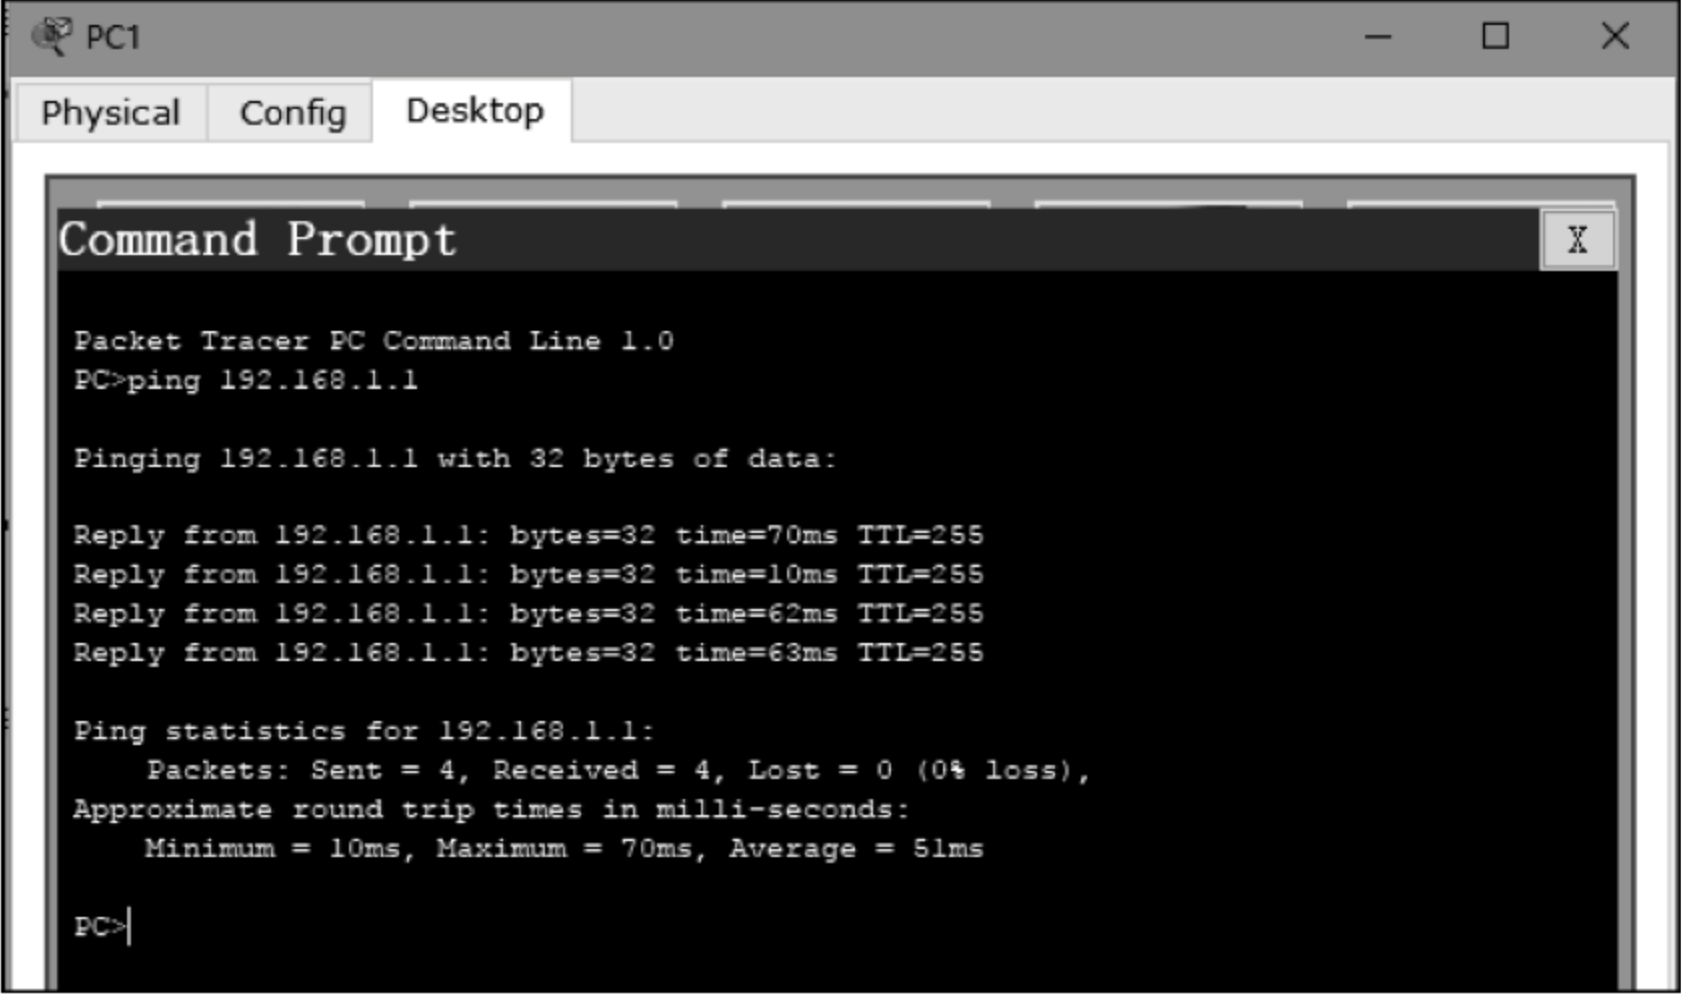 PC1
Physical Config Desktop
Command Prompt X
Packet Tracer PC Command Line 1.0
PC>ping 192.168.1.1
Pinging 192.168.1.1 with 32 bytes of data:
Reply from 192.168.1.1: bytes=32 time=70ms TTL=255
Reply from 192.168.1.1: bytes=32 time=10ms TTL=255
Reply from 192.168.1.1: bytes=32 time=62ms TTL=255
Reply from 192.168.1.1: bytes=32 time=63ms TTL=255
Ping statistics for 192.168.1.1:
Packets: Sent = 4, Received = 4, Lost = 0 (0% loss),
Approximate round trip times in milli-seconds:
Minimum = 10ms, Maximum = 70ms, Average = 51ms
PC>